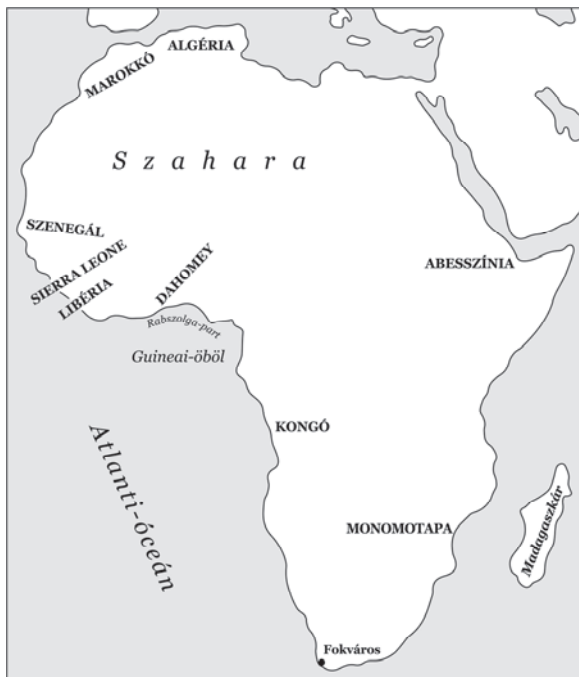 ALGÉRIA
MAROKKÓ
Szahara
SZENEGÁL
SIERRA LEONE
LIBÉRIA
DAHOMEY
Rabszolga-part
Guineai-öböl
ABESSZÍNIA
KONGÓ
Atlanti-óceán
MONOMOTAPA
Madagaszkár
Fokváros